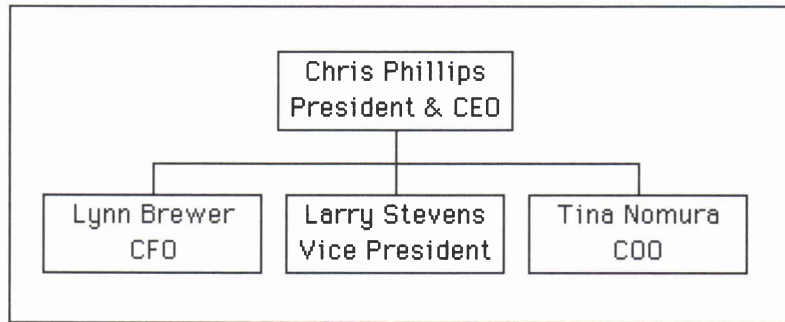 Chris Phillips
President & CEO
Lynn Brewer
CFO
Larry Stevens
Vice President
Tina Nomura
COO